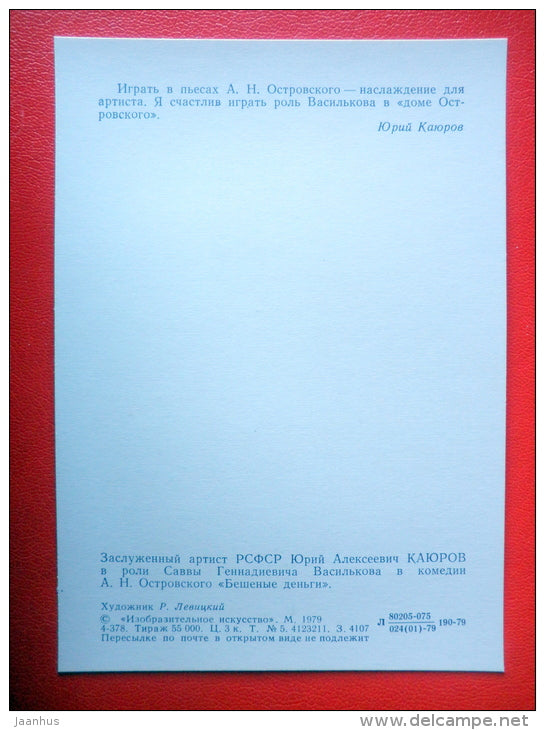 Играть в пьесах А. Н. Островского — наслаждение для
артиста. Я счастлив играть роль Василькова в «доме Ост-
ровского».
Юрий Каюров
Заслуженный артист РСФСР Юрий Алексеевич КАЮРОВ
в роли Саввы Геннадиевича Василькова в комедии
А. Н. Островского «Бешеные деньги».
Художник Р. Левицкий
© «Изобразительное искусство». М. 1979
4-378. Тираж 55 000. Ц. 3 к. Т. № 5. 4123211. З. 4107
Пересылке по почте в открытом виде не подлежит
Л 80205-075 190-79
024(01)-79
Jaanhus
www.delcampe.net